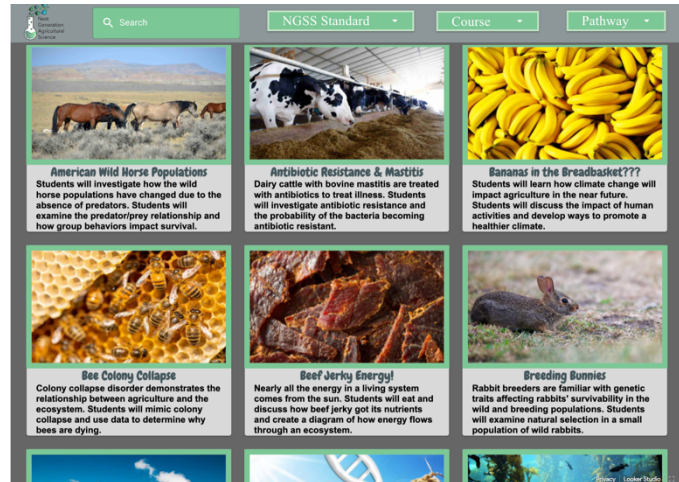 Next
Generation
Agricultural
Science
Search
NGSS Standard
Course
Pathway
American Wild Horse Populations
Students will investigate how the wild
horse populations have changed due to the
absence of predators. Students will
examine the predator/prey relationship and
how group behaviors impact survival.
Antibiotic Resistance & Mastitis
Dairy cattle with bovine mastitis are treated
with antibiotics to treat illness. Students
will investigate antibiotic resistance and
the probability of the bacteria becoming
antibiotic resistant.
Bananas in the Breadbasket???
Students will learn how climate change will
impact agriculture in the near future.
Students will discuss the impact of human
activities and develop ways to promote a
healthier climate.
Bee Colony Collapse
Colony collapse disorder demonstrates the
relationship between agriculture and the
ecosystem. Students will mimic colony
collapse and use data to determine why
bees are dying.
Beef Jerky Energy!
Nearly all the energy in a living system
comes from the sun. Students will eat and
discuss how beef jerky got its nutrients
and create a diagram of how energy flows
through an ecosystem.
Breeding Bunnies
Rabbit breeders are familiar with genetic
traits affecting rabbits' survivability in the
wild and breeding populations. Students
will examine natural selection in a small
population of wild rabbits.
Privacy Looker Studio